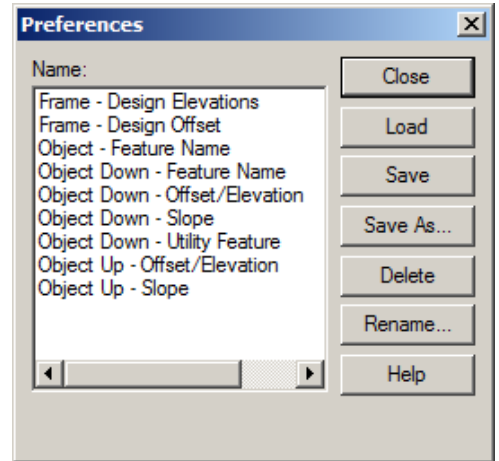 Preferences
Name:
Frame - Design Elevations
Frame - Design Offset
Object - Feature Name
Object Down - Feature Name
Object Down - Offset/Elevation
Object Down - Slope
Object Down - Utility Feature
Object Up - Offset/Elevation
Object Up - Slope
Close
Load
Save
Save As...
Delete
Rename...
Help